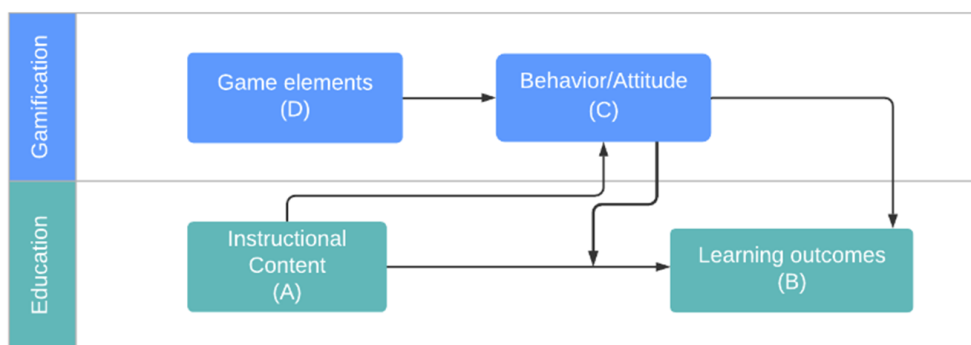 Gamification
Game elements
(D)
Behavior/Attitude
(C)
Education
Instructional
Content
(A)
Learning outcomes
(B)